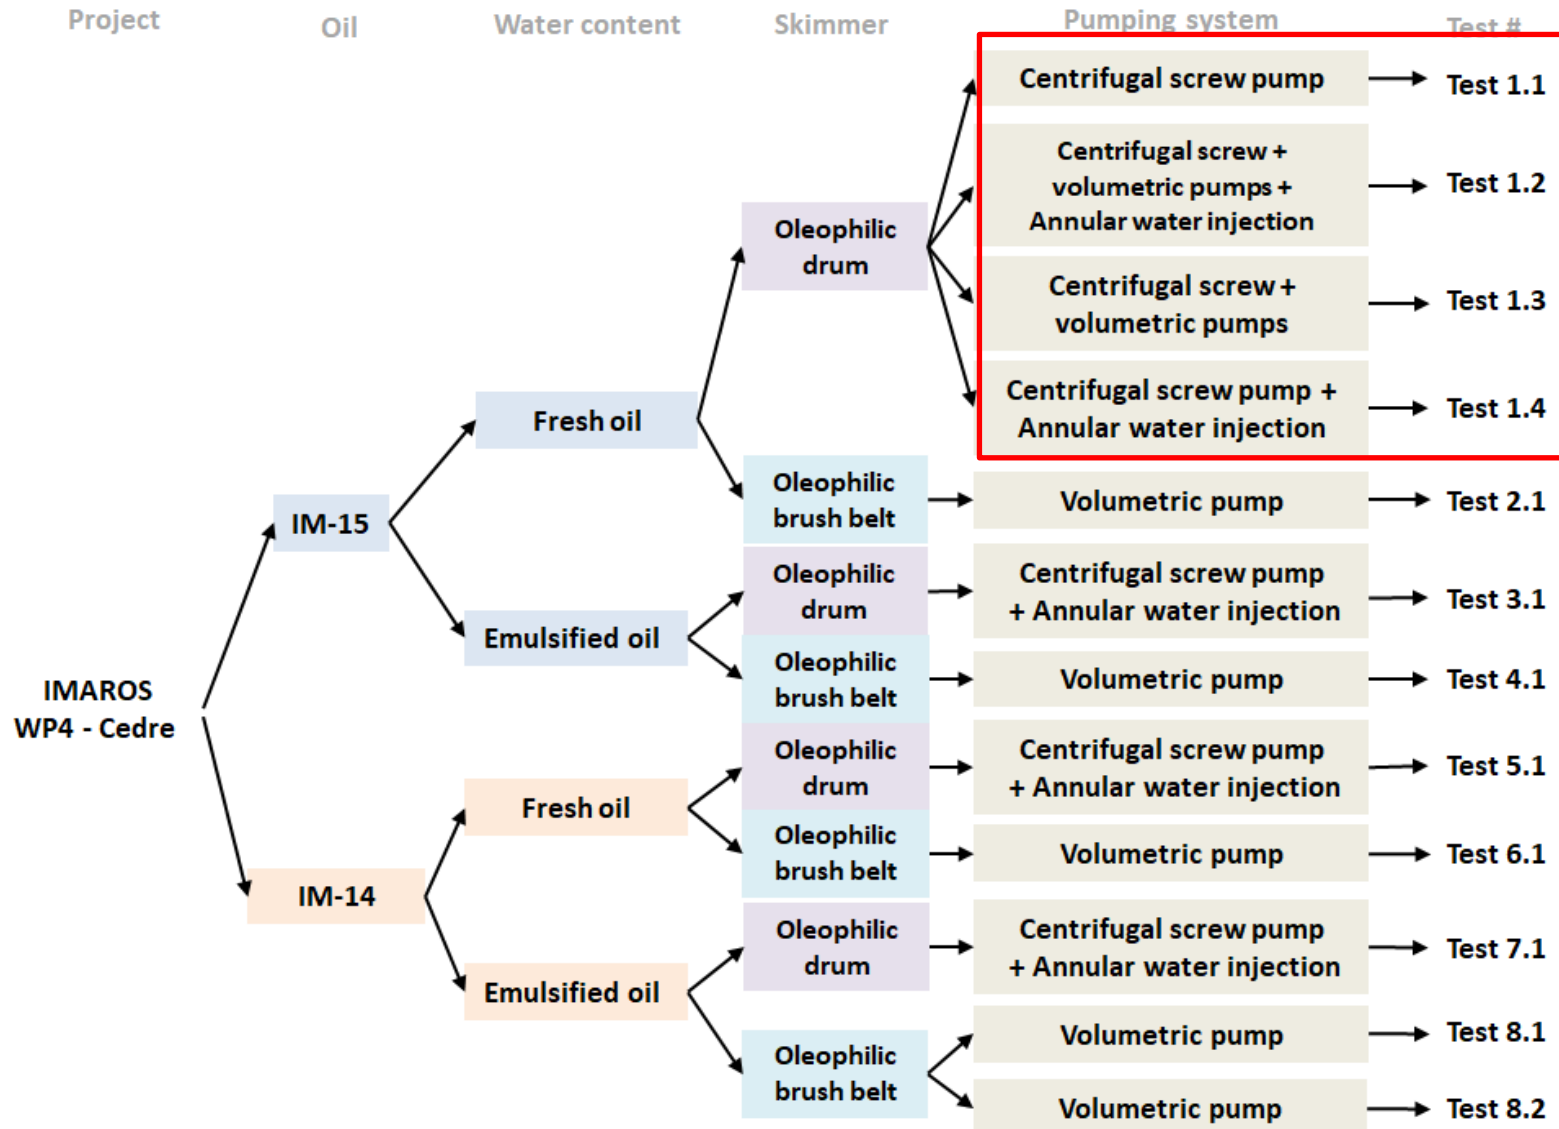 Project
Oil
Water content
Skimmer
Pumping system
Test #
Centrifugal screw pump
Test 1.1
Centrifugal screw +
volumetric pumps +
Annular water injection
Test 1.2
Oleophilic
drum
Centrifugal screw +
volumetric pumps
Test 1.3
Centrifugal screw pump +
Annular water injection
Test 1.4
Fresh oil
Oleophilic
brush belt
Volumetric pump
Test 2.1
IM-15
Oleophilic
drum
Centrifugal screw pump
+ Annular water injection
Test 3.1
Emulsified oil
Oleophilic
brush belt
Volumetric pump
Test 4.1
IMAROS
WP4 - Cedre
Oleophilic
drum
Centrifugal screw pump
+ Annular water injection
Test 5.1
Fresh oil
Oleophilic
brush belt
Volumetric pump
Test 6.1
IM-14
Oleophilic
drum
Centrifugal screw pump
+ Annular water injection
Test 7.1
Emulsified oil
Oleophilic
brush belt
Volumetric pump
Test 8.1
Volumetric pump
Test 8.2